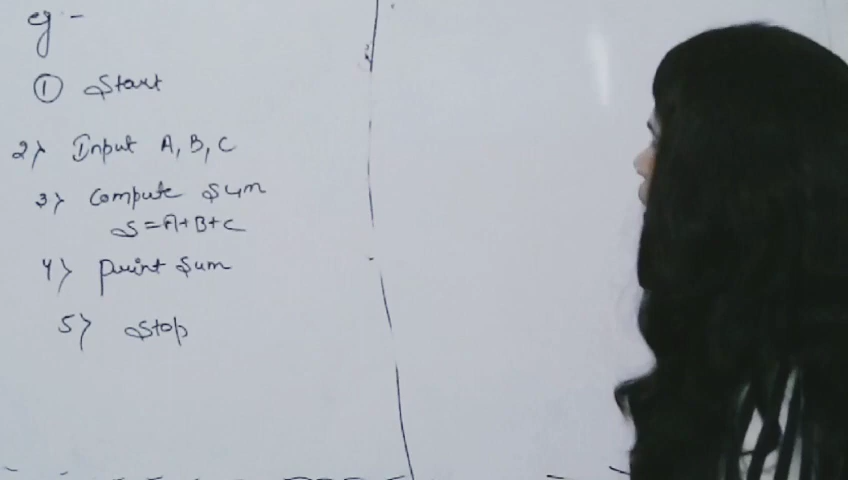 eg -
① Start
2> Input A, B, C
3> Compute Sum
S = A+B+C
4> print Sum
5> Stop